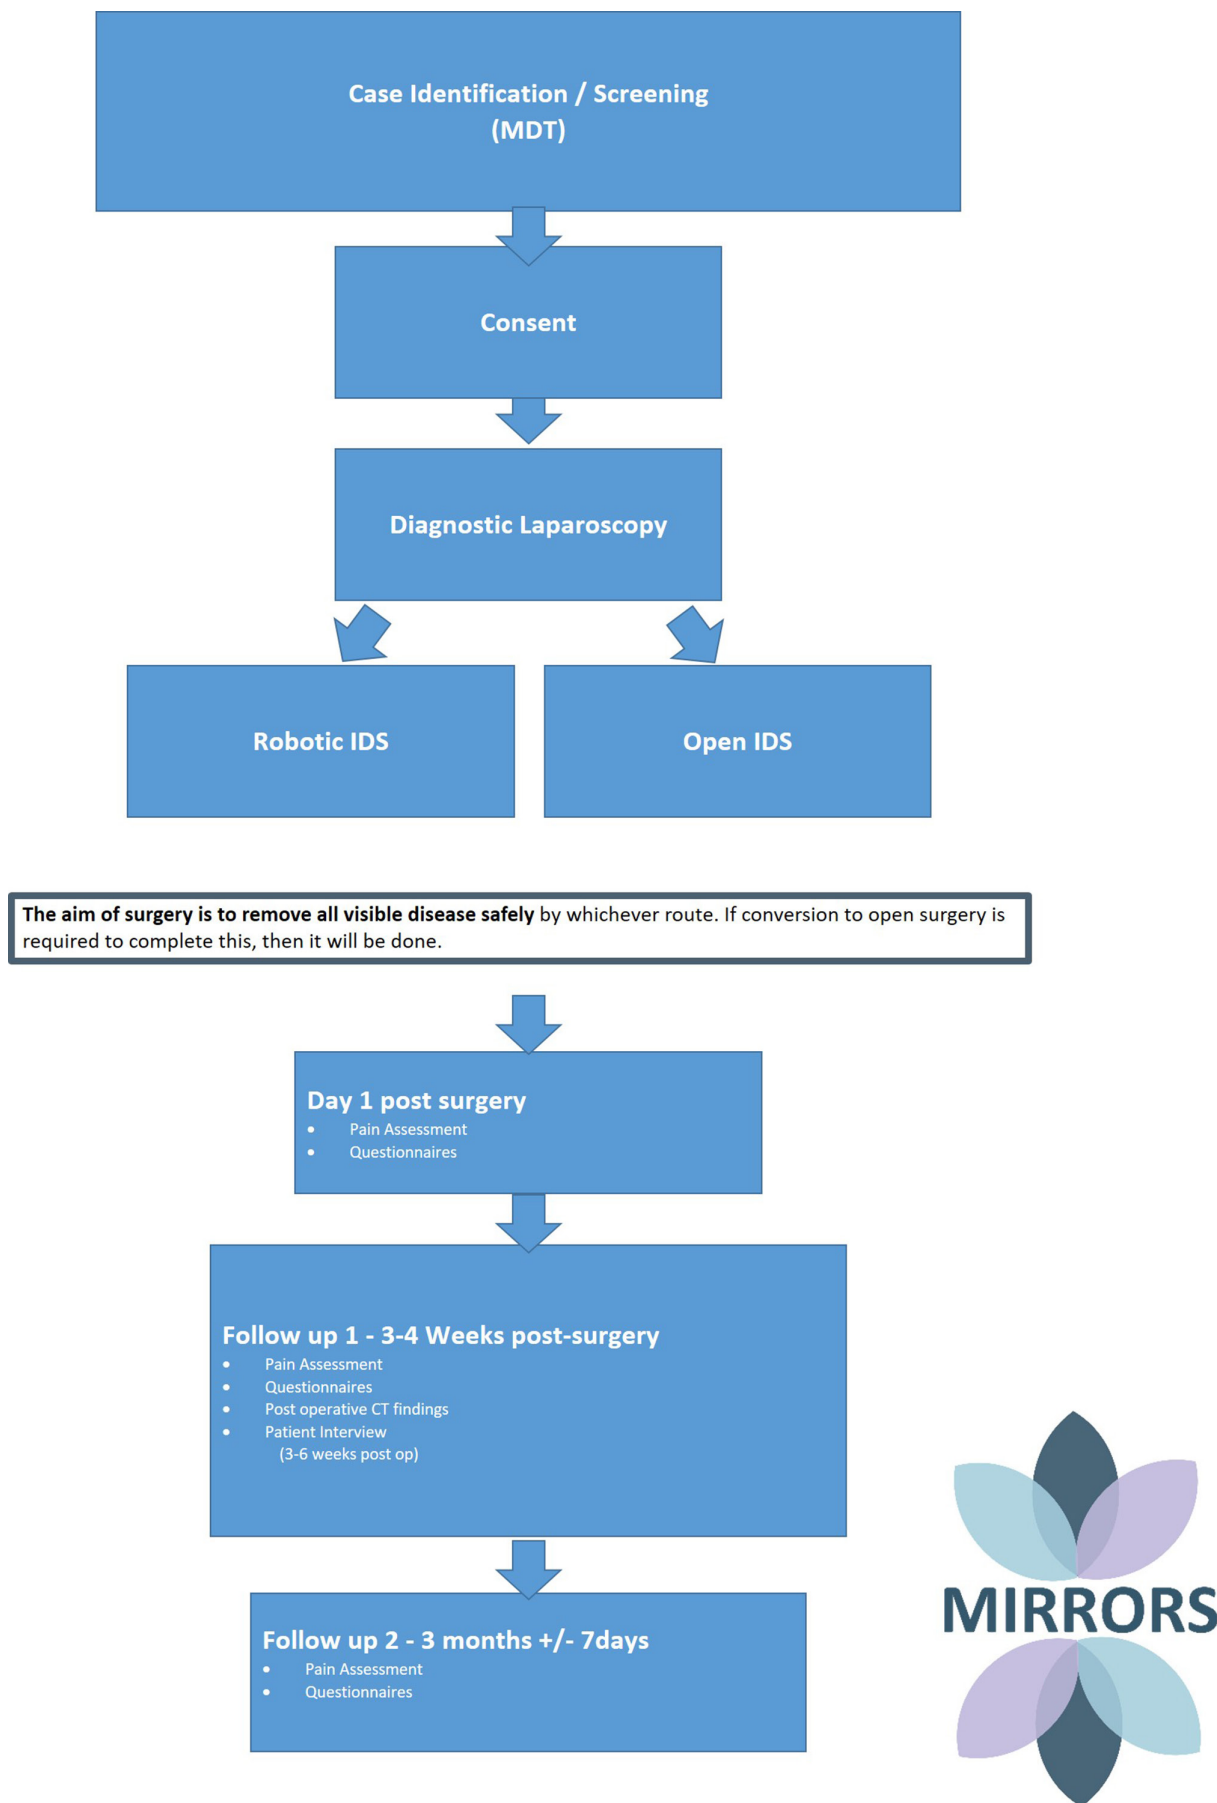 Case Identification / Screening
(MDT)
Consent
Diagnostic Laparoscopy
Robotic IDS
Open IDS
The aim of surgery is to remove all visible disease safely by whichever route. If conversion to open surgery is
required to complete this, then it will be done.
Day 1 post surgery
• Pain Assessment
• Questionnaires
Follow up 1 - 3-4 Weeks post-surgery
• Pain Assessment
• Questionnaires
• Post operative CT findings
• Patient Interview
(3-6 weeks post op)
Follow up 2 - 3 months +/- 7days
• Pain Assessment
• Questionnaires
MIRRORS